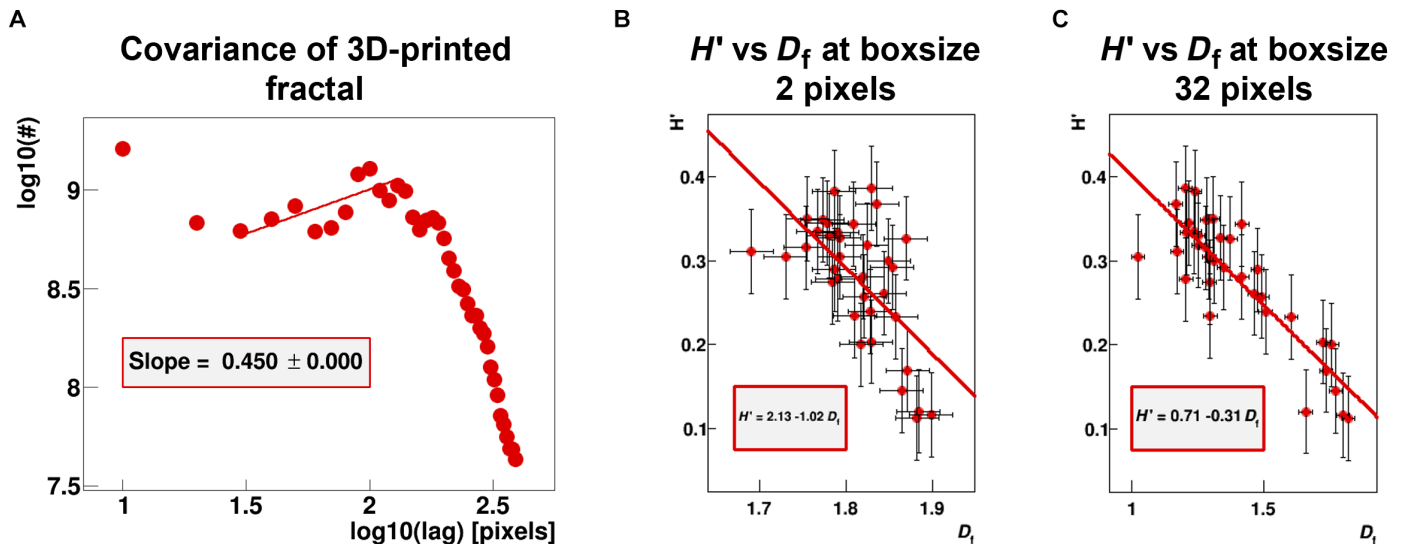 A
Covariance of 3D-printed
fractal
log10(#)
9
8.5
8
7.5
Slope = 0.450 ± 0.000
1
1.5
2
2.5
log10(lag) [pixels]
B
H' vs Df at boxsize
2 pixels
H'
0.4
0.3
0.2
0.1
H' = 2.13 -1.02 Df
1.7
1.8
1.9
Df
C
H' vs Df at boxsize
32 pixels
H'
0.4
0.3
0.2
0.1
H' = 0.71 -0.31 Df
1
1.5
Df